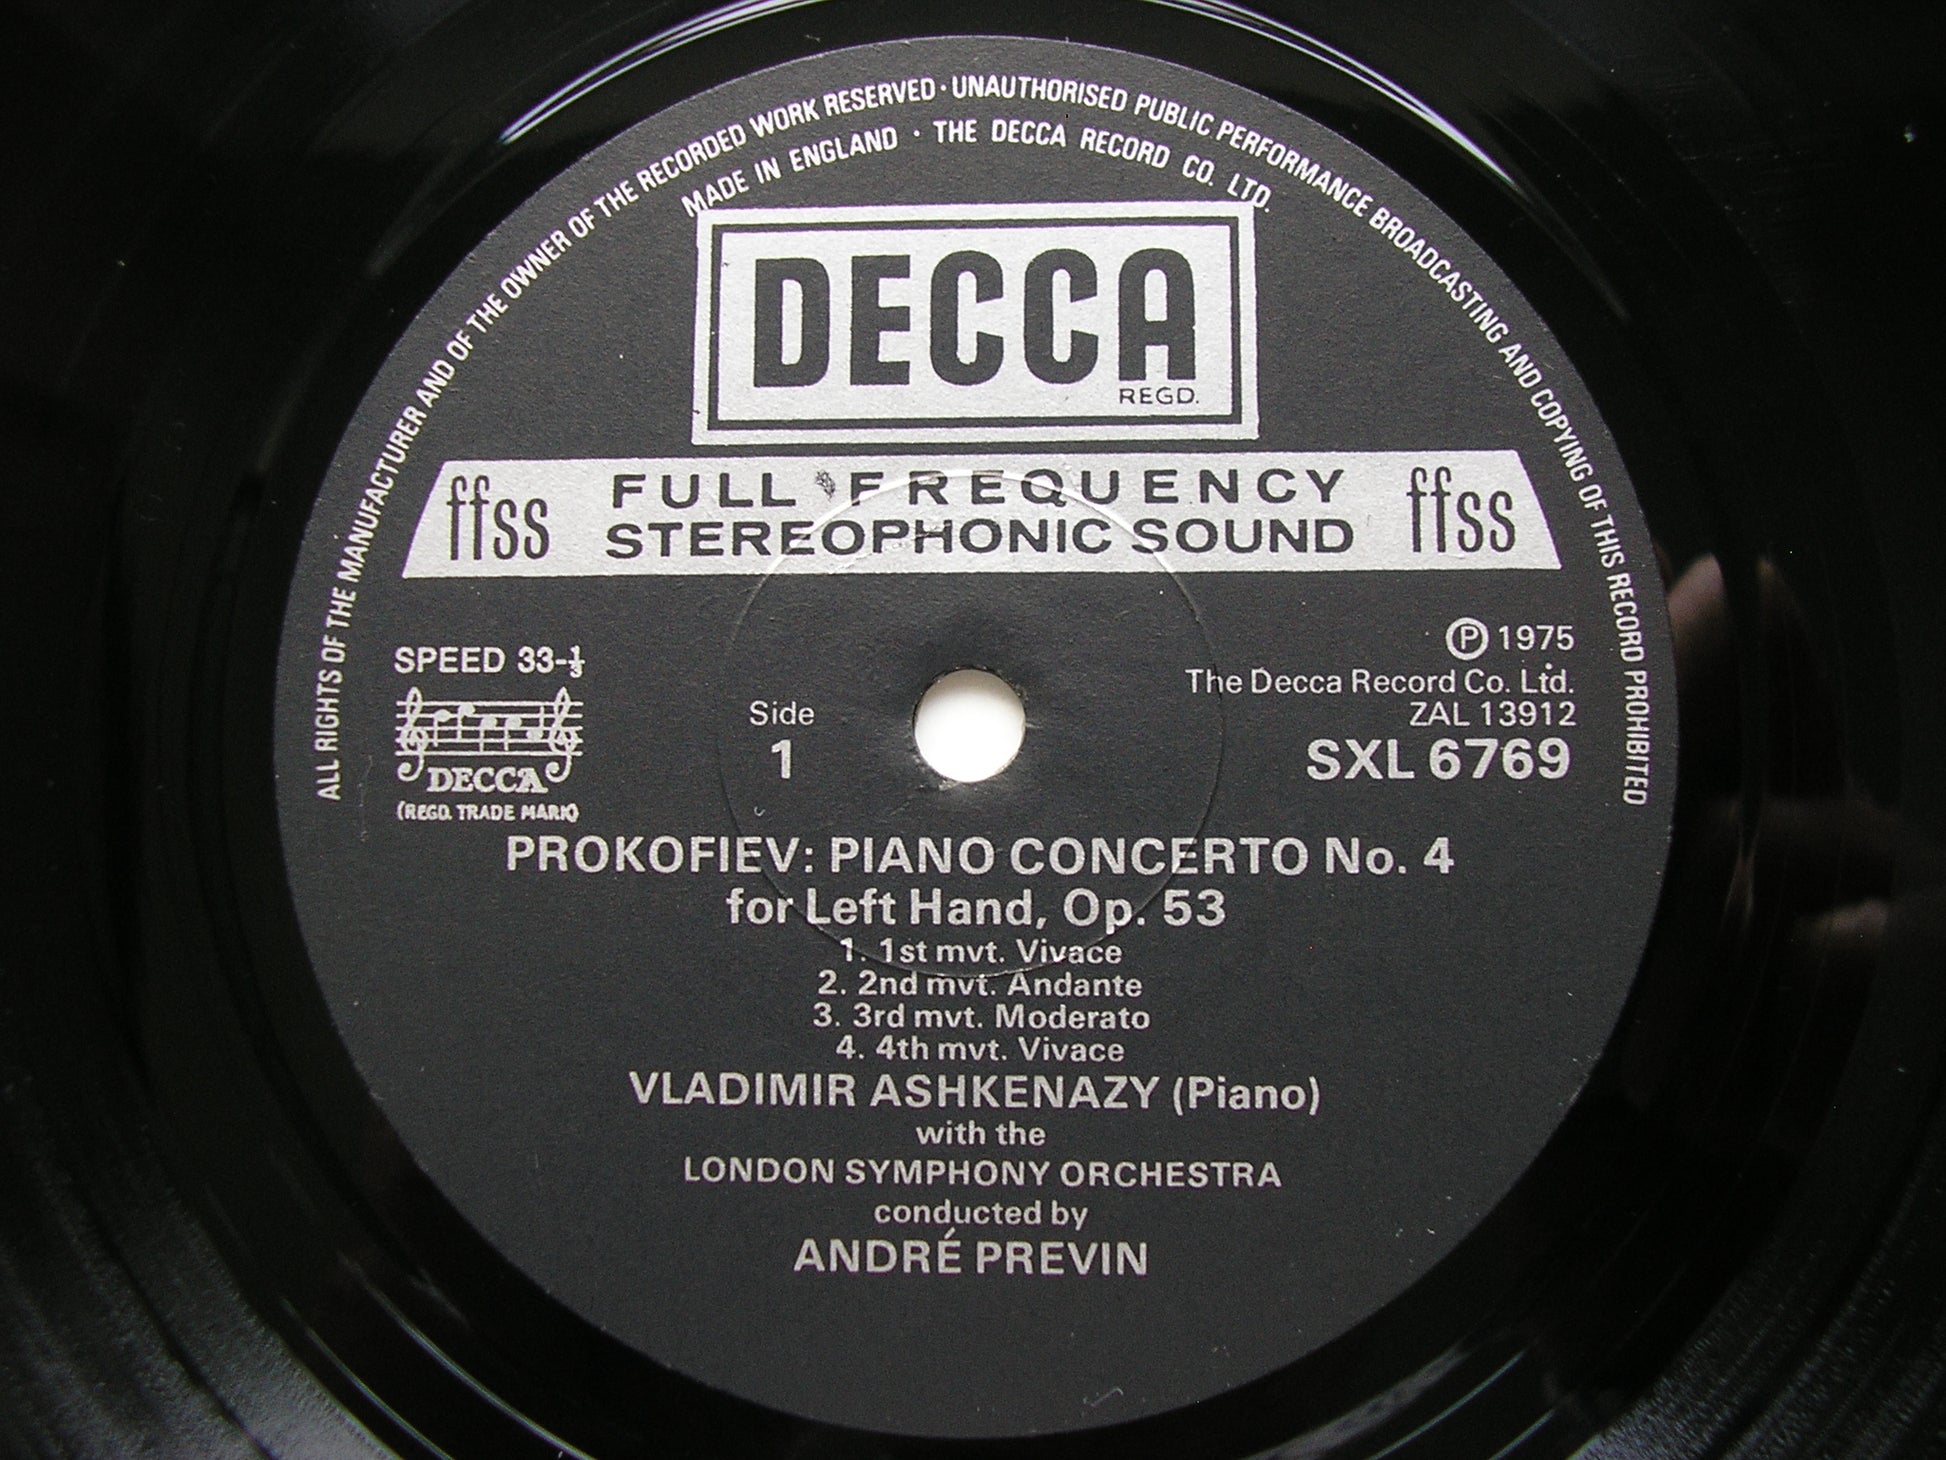 ALL RIGHTS OF THE MANUFACTURER AND OF THE OWNER OF THE RECORDED WORK RESERVED · UNAUTHORISED PUBLIC PERFORMANCE BROADCASTING AND COPYING OF THIS RECORD PROHIBITED
MADE IN ENGLAND · THE DECCA RECORD CO. LTD.
DECCA
REGD.
ffss FULL FREQUENCY ffss
STEREOPHONIC SOUND
SPEED 33-⅓
DECCA
(REGD. TRADE MARK)
Side
1
Ⓟ 1975
The Decca Record Co. Ltd.
ZAL 13912
SXL 6769
PROKOFIEV: PIANO CONCERTO No. 4
for Left Hand, Op. 53
1. 1st mvt. Vivace
2. 2nd mvt. Andante
3. 3rd mvt. Moderato
4. 4th mvt. Vivace
VLADIMIR ASHKENAZY (Piano)
with the
LONDON SYMPHONY ORCHESTRA
conducted by
ANDRÉ PREVIN